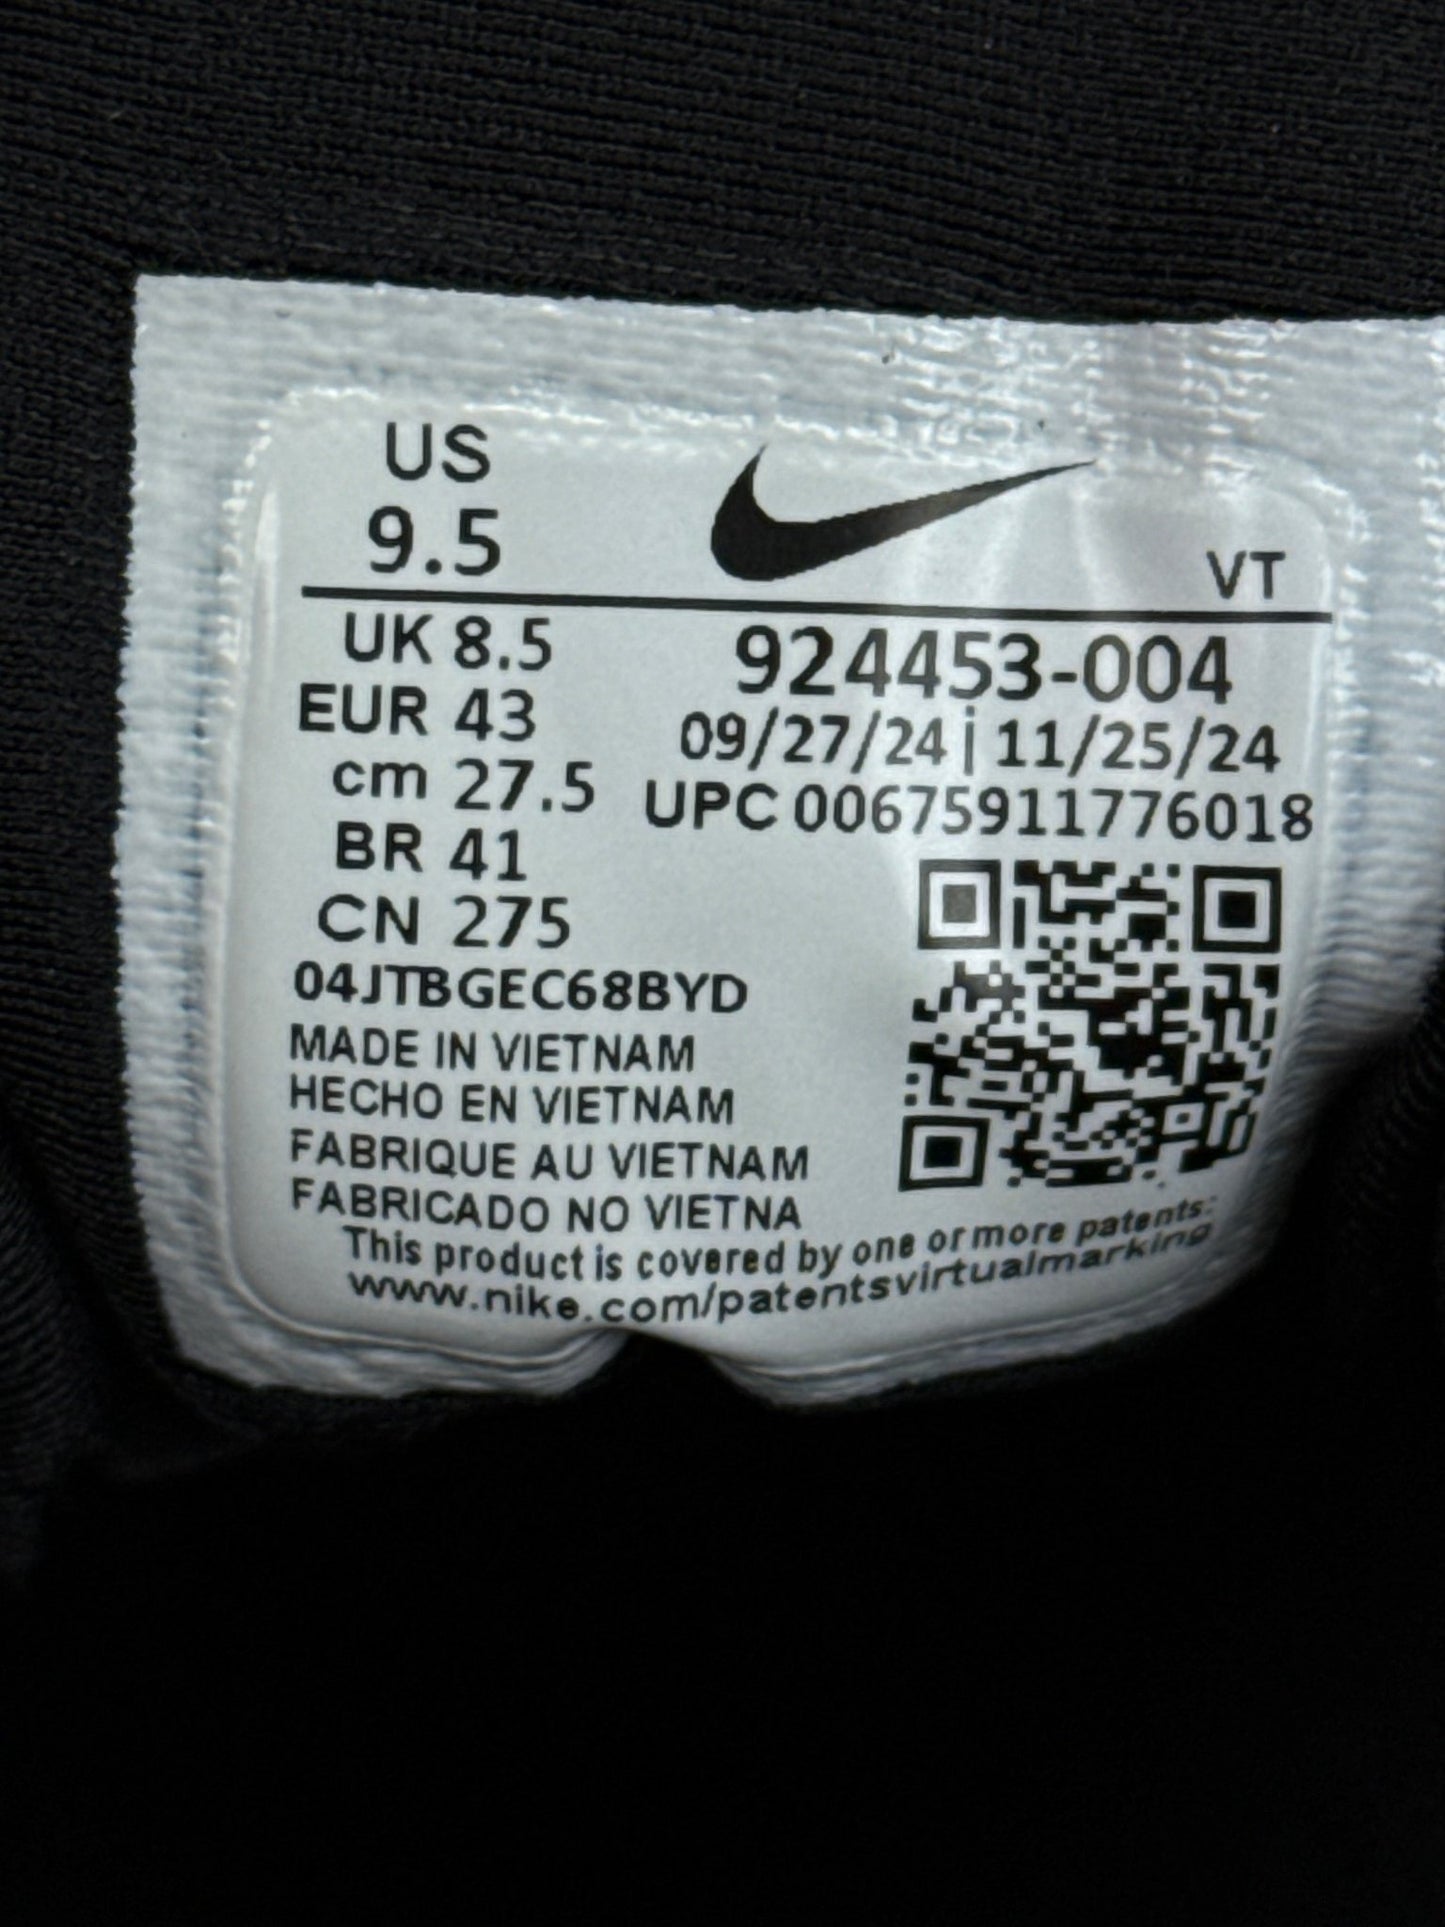 US
9.5
VT
UK 8.5
EUR 43
cm 27.5
BR 41
CN 275
924453-004
09/27/24 | 11/25/24
UPC 00675911776018
04JTBGEC68BYD
MADE IN VIETNAM
HECHO EN VIETNAM
FABRIQUE AU VIETNAM
FABRICADO NO VIETNA
This product is covered by one or more patents:
www.nike.com/patentsvirtualmarking